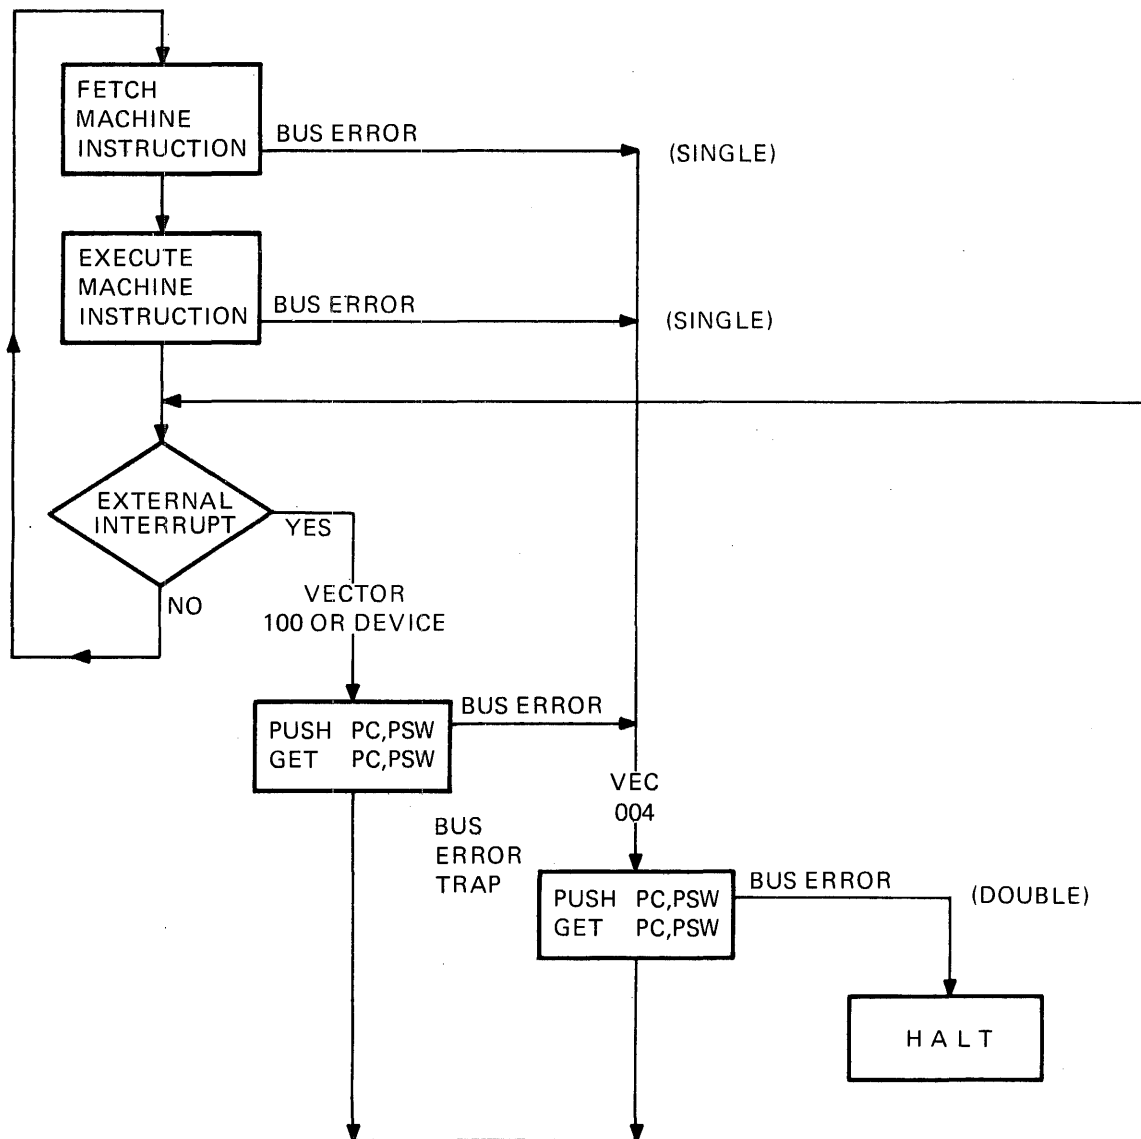 FETCH
MACHINE
INSTRUCTION
BUS ERROR
(SINGLE)
EXECUTE
MACHINE
INSTRUCTION
BUS ERROR
(SINGLE)
EXTERNAL
INTERRUPT
YES
NO
VECTOR
100 OR DEVICE
PUSH PC,PSW
GET PC,PSW
BUS ERROR
VEC
004
BUS
ERROR
TRAP
PUSH PC,PSW
GET PC,PSW
BUS ERROR
(DOUBLE)
HALT